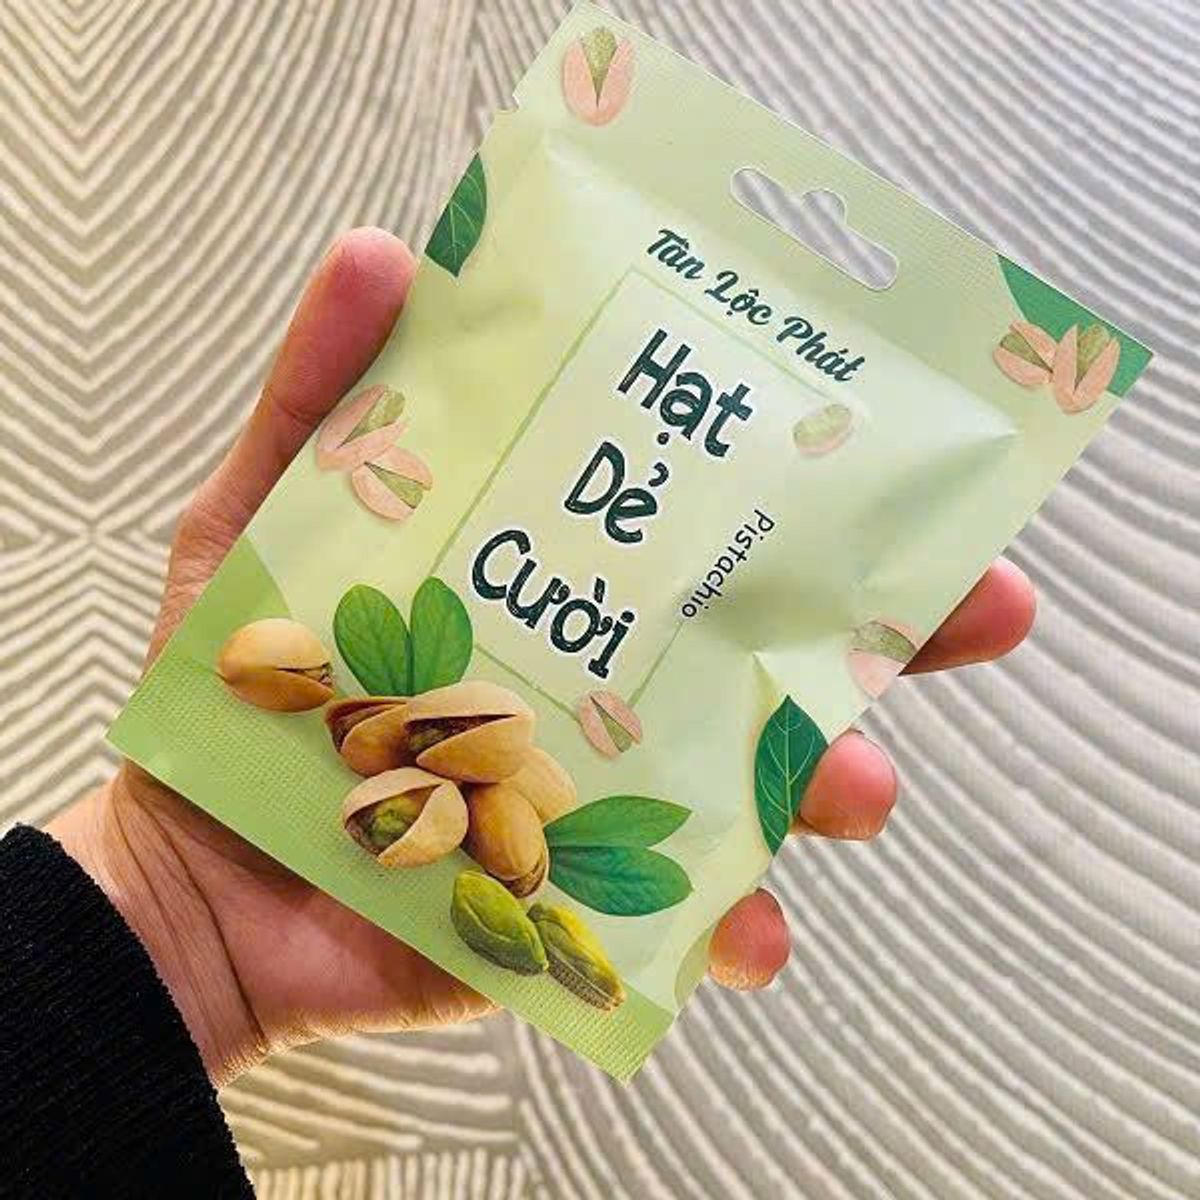 Tân Lộc Phát
Hạt
Dẻ
Cười
Pistachio